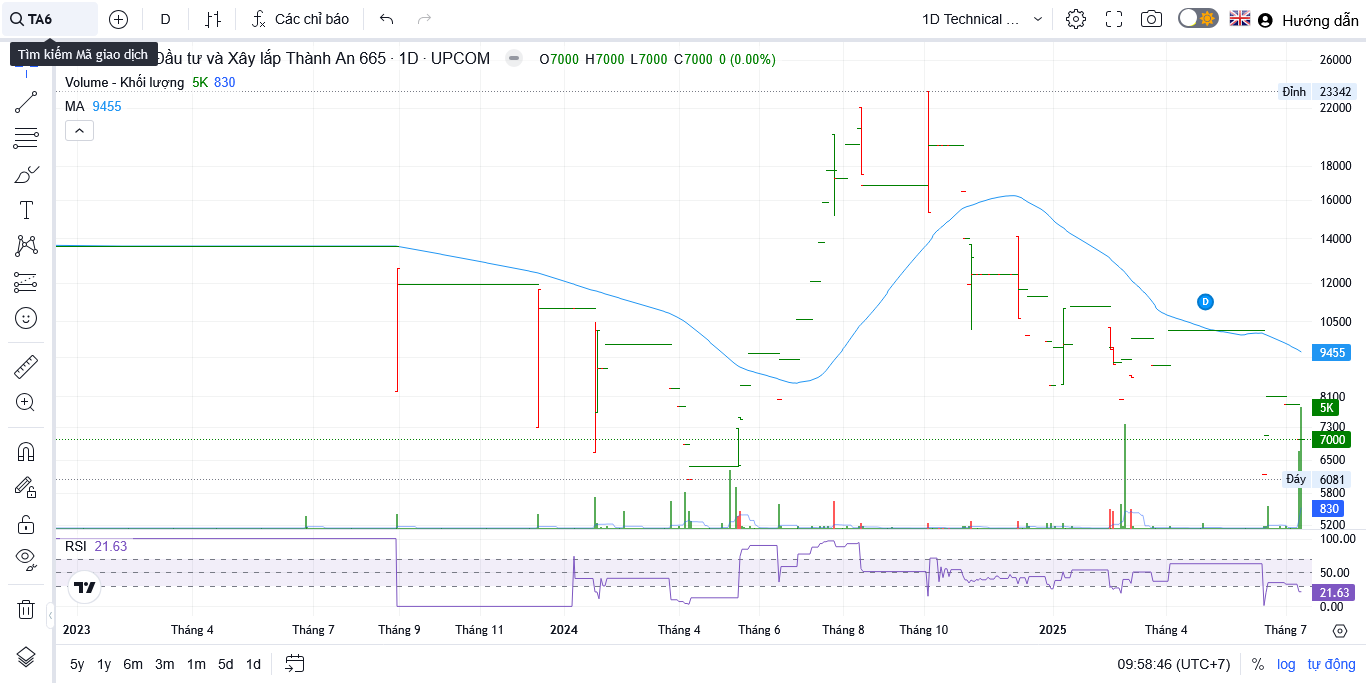 TA6
D
Các chỉ báo
1D Technical ...
Hướng dẫn
Tìm kiếm Mã giao dịch
Đầu tư và Xây lắp Thành An 665 · 1D · UPCOM
O7000 H7000 L7000 C7000 0 (0.00%)
Volume - Khối lượng 5K 830
MA 9455
26000
Đỉnh 23342
22000
18000
16000
14000
12000
D
10500
9455
8100
5K
7300
7000
6500
Đáy 6081
5800
830
5200
RSI 21.63
100.00
50.00
21.63
0.00
2023 Tháng 4 Tháng 7 Tháng 9 Tháng 11 2024 Tháng 4 Tháng 6 Tháng 8 Tháng 10 2025 Tháng 4 Tháng 7
5y 1y 6m 3m 1m 5d 1d
09:58:46 (UTC+7) % log tự động